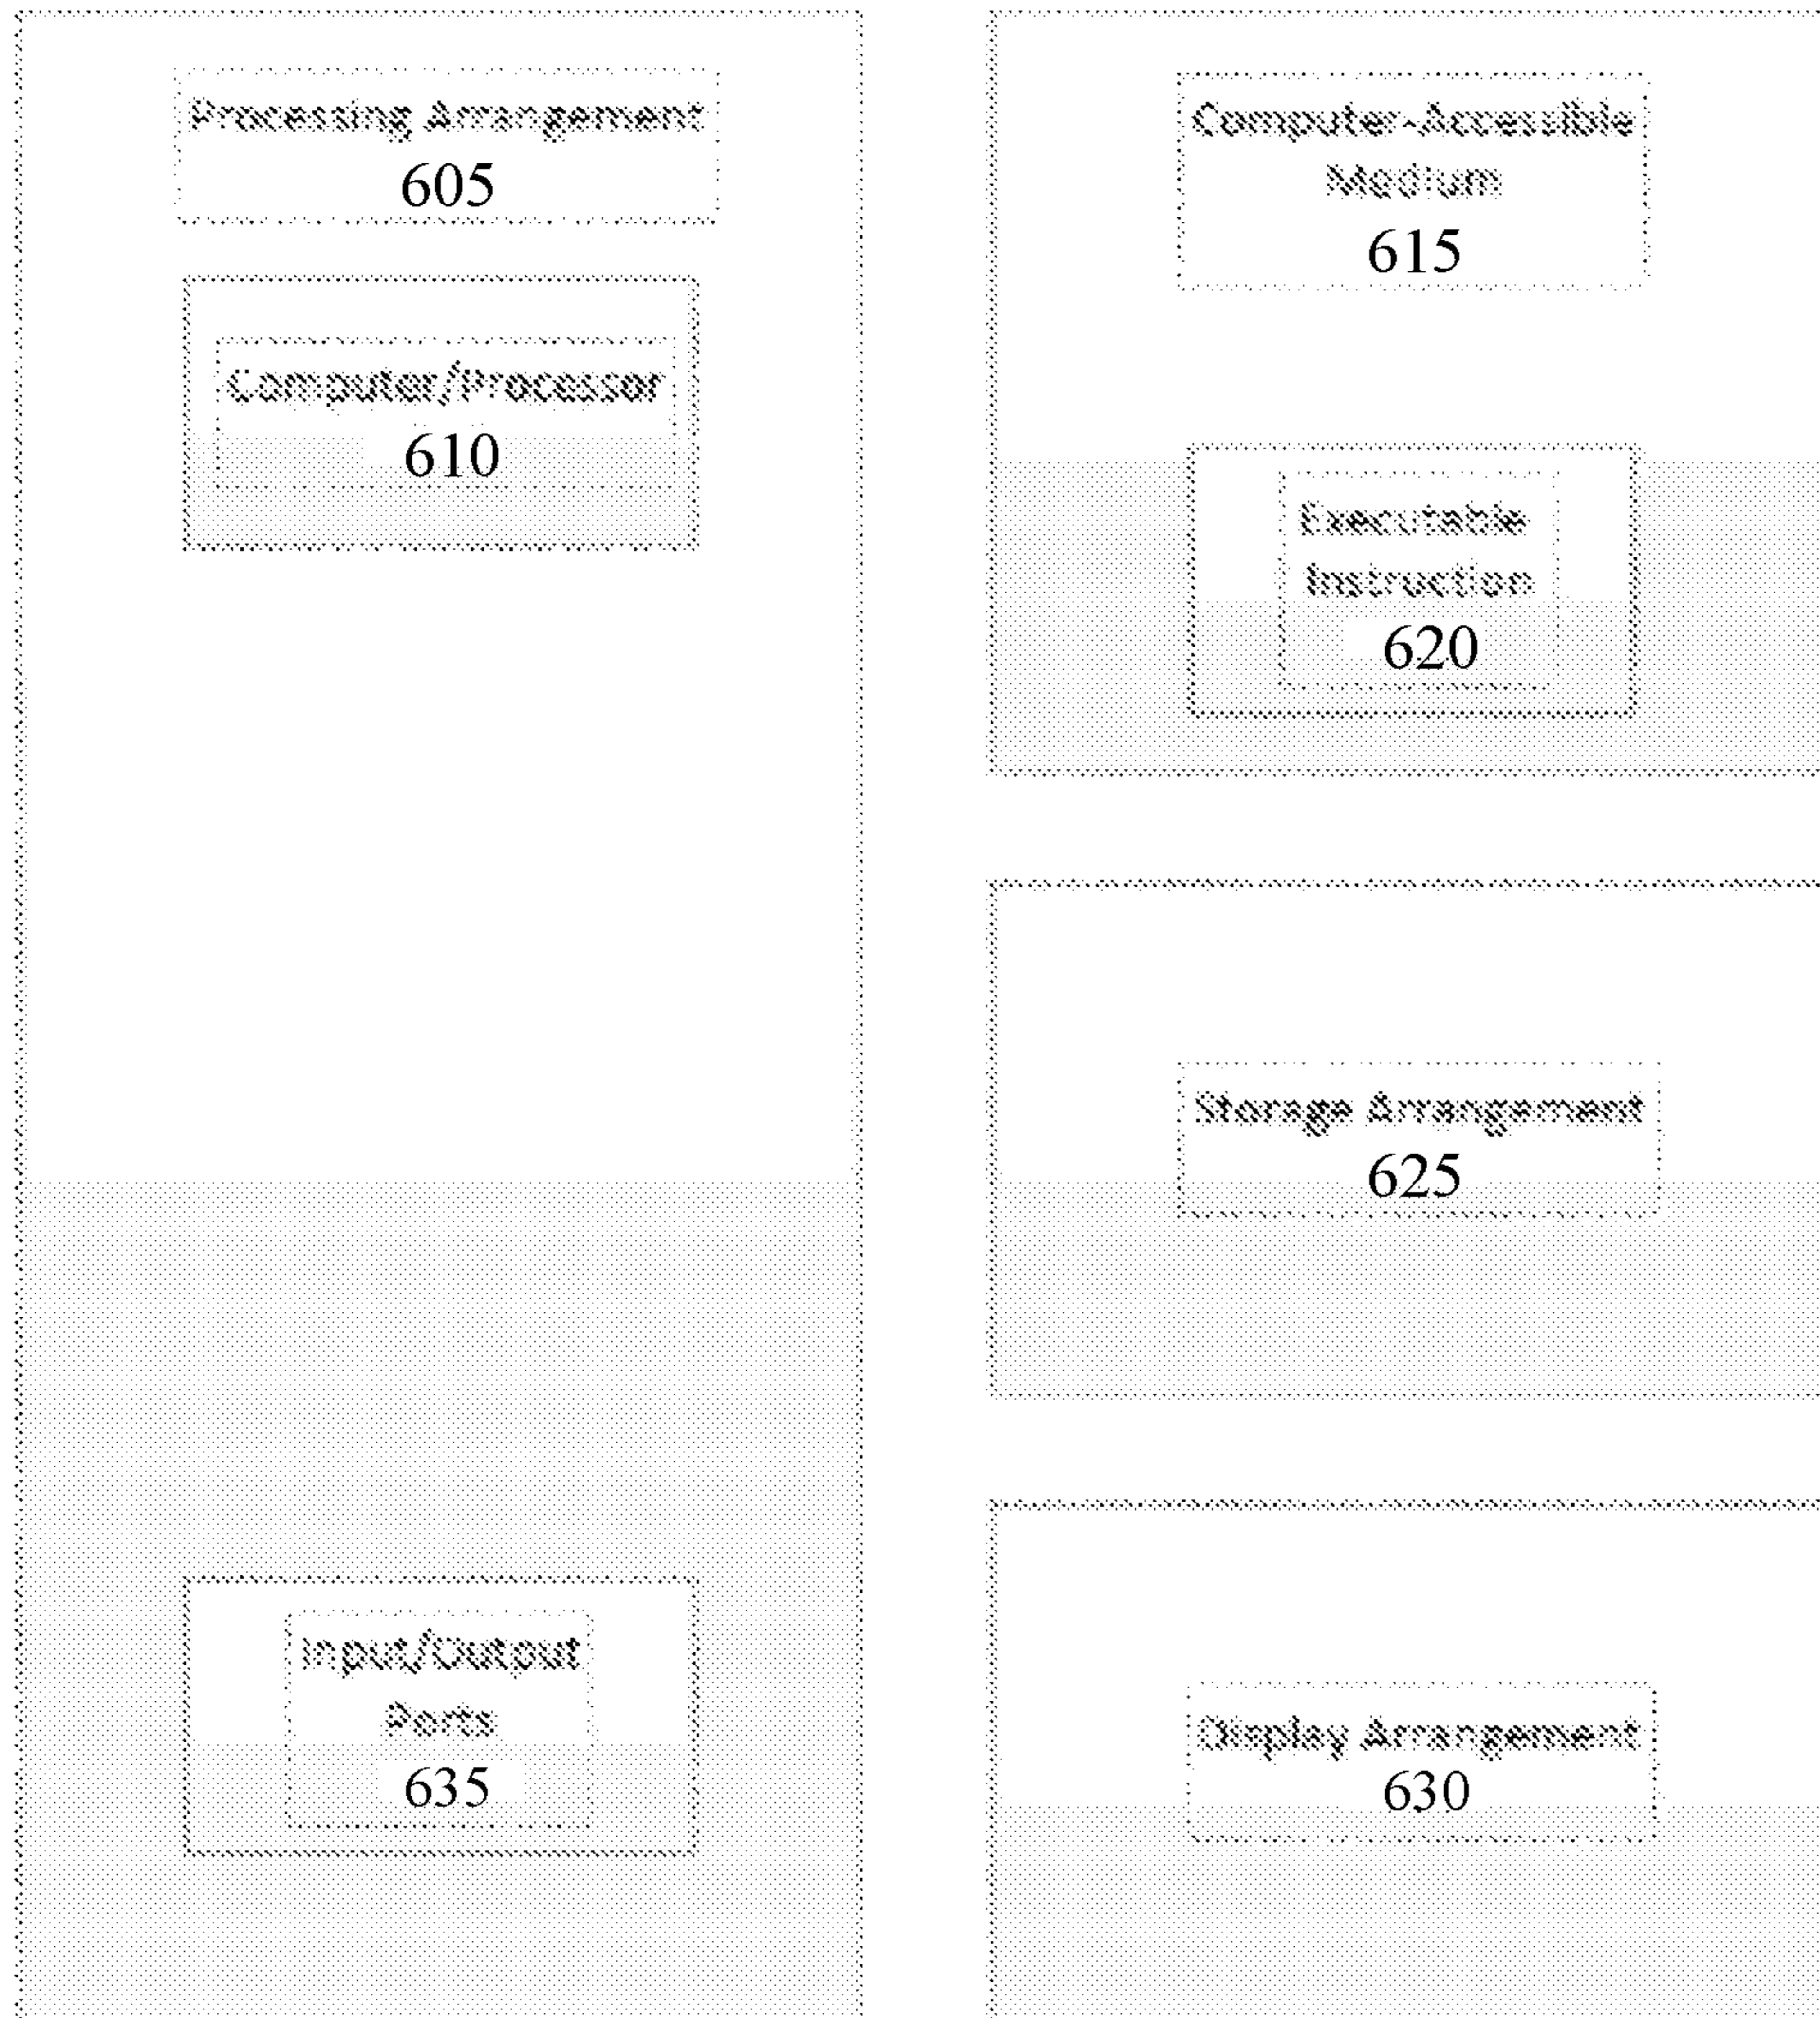 Processing Arrangement
605
Computer/Processor
610
Input/Output
Ports
635
Computer-Accessible
Medium
615
Executable
Instruction
620
Storage Arrangement
625
Display Arrangement
630